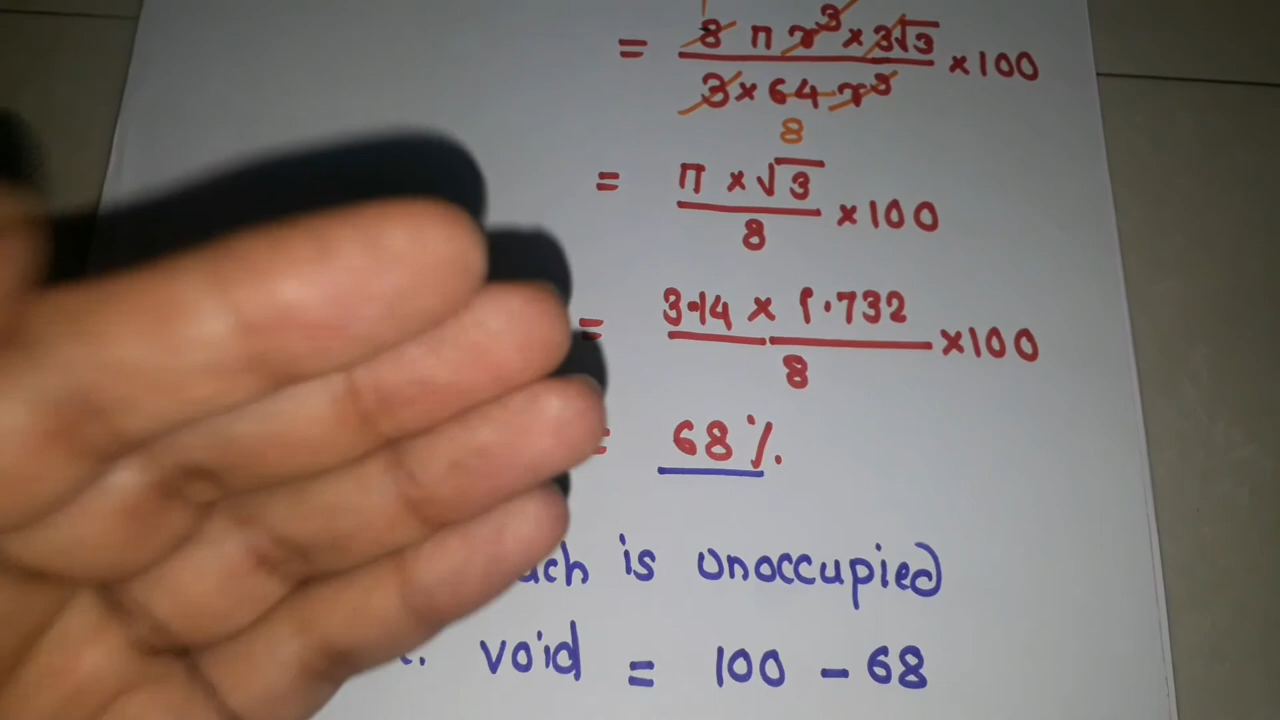 = 8 π r³ × 3√3 / 3 × 64 r³ × 100
8
= π × √3 / 8 × 100
= 3.14 × 1.732 / 8 × 100
= 68 %.
is unoccupied
void = 100 - 68